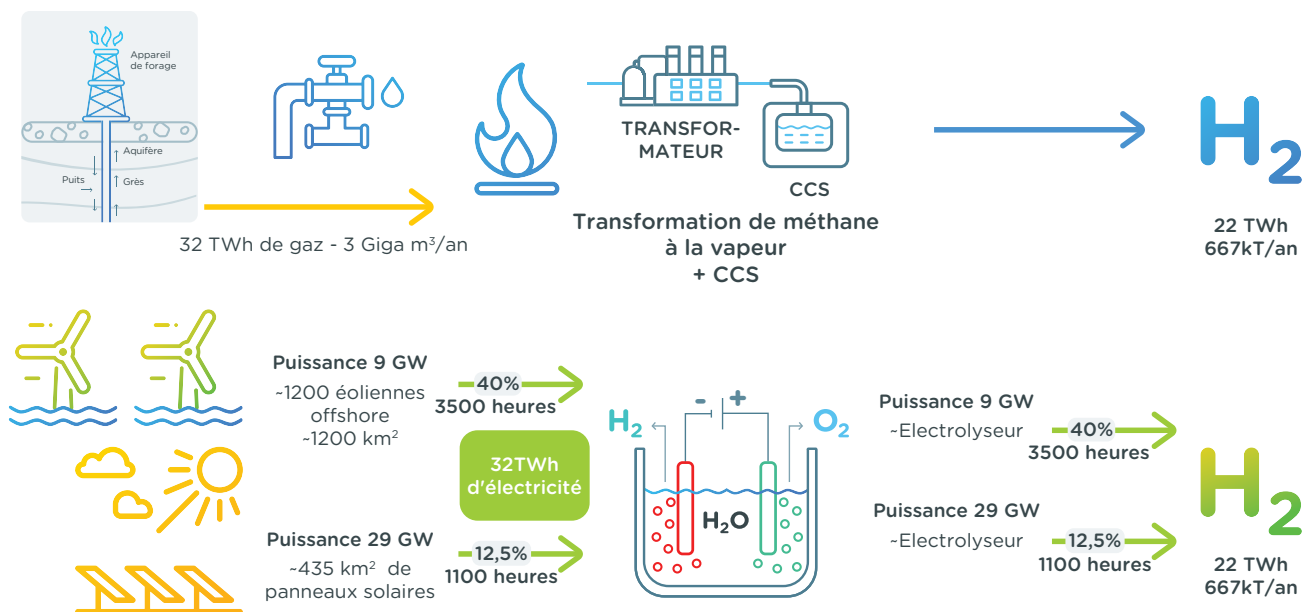 Appareil
de forage
Aquifère
Puits
Grès
32 TWh de gaz - 3 Giga m³/an
TRANSFOR-
MATEUR
CCS
Transformation de méthane
à la vapeur
+ CCS
H₂
22 TWh
667kT/an
Puissance 9 GW
~1200 éoliennes
offshore
~1200 km²
40%
3500 heures
32TWh
d'électricité
Puissance 29 GW
~435 km² de
panneaux solaires
12,5%
1100 heures
- +
H₂
O₂
H₂O
Puissance 9 GW
~Electrolyseur
40%
3500 heures
Puissance 29 GW
~Electrolyseur
12,5%
1100 heures
H₂
22 TWh
667kT/an